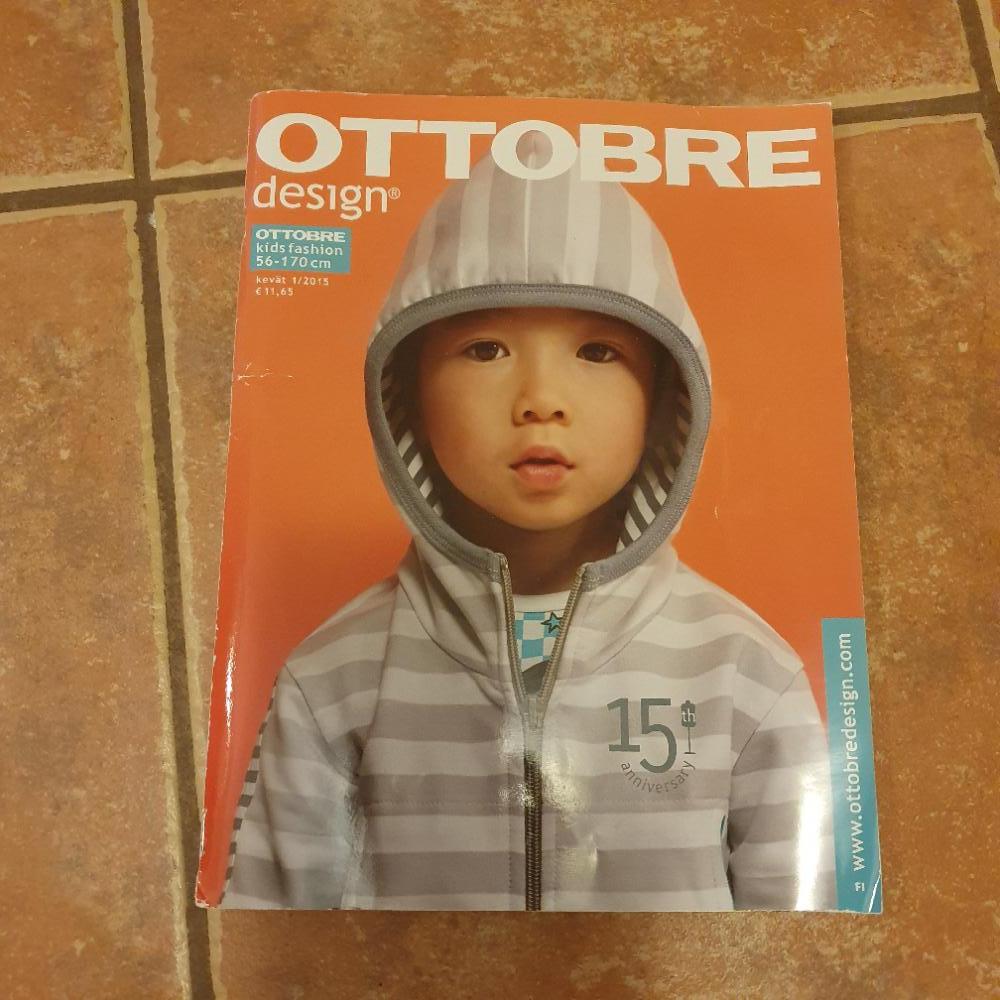 OTTOBRE
design®
OTTOBRE
kids fashion
56-170 cm
kevät 1/2015
€ 11,65
15th
anniversary
www.ottobredesign.com
FI